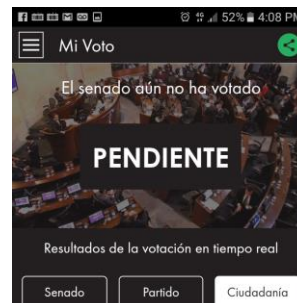 52% 4:08 PM
Mi Voto
El senado aún no ha votado
PENDIENTE
Resultados de la votación en tiempo real
Senado Partido Ciudadanía